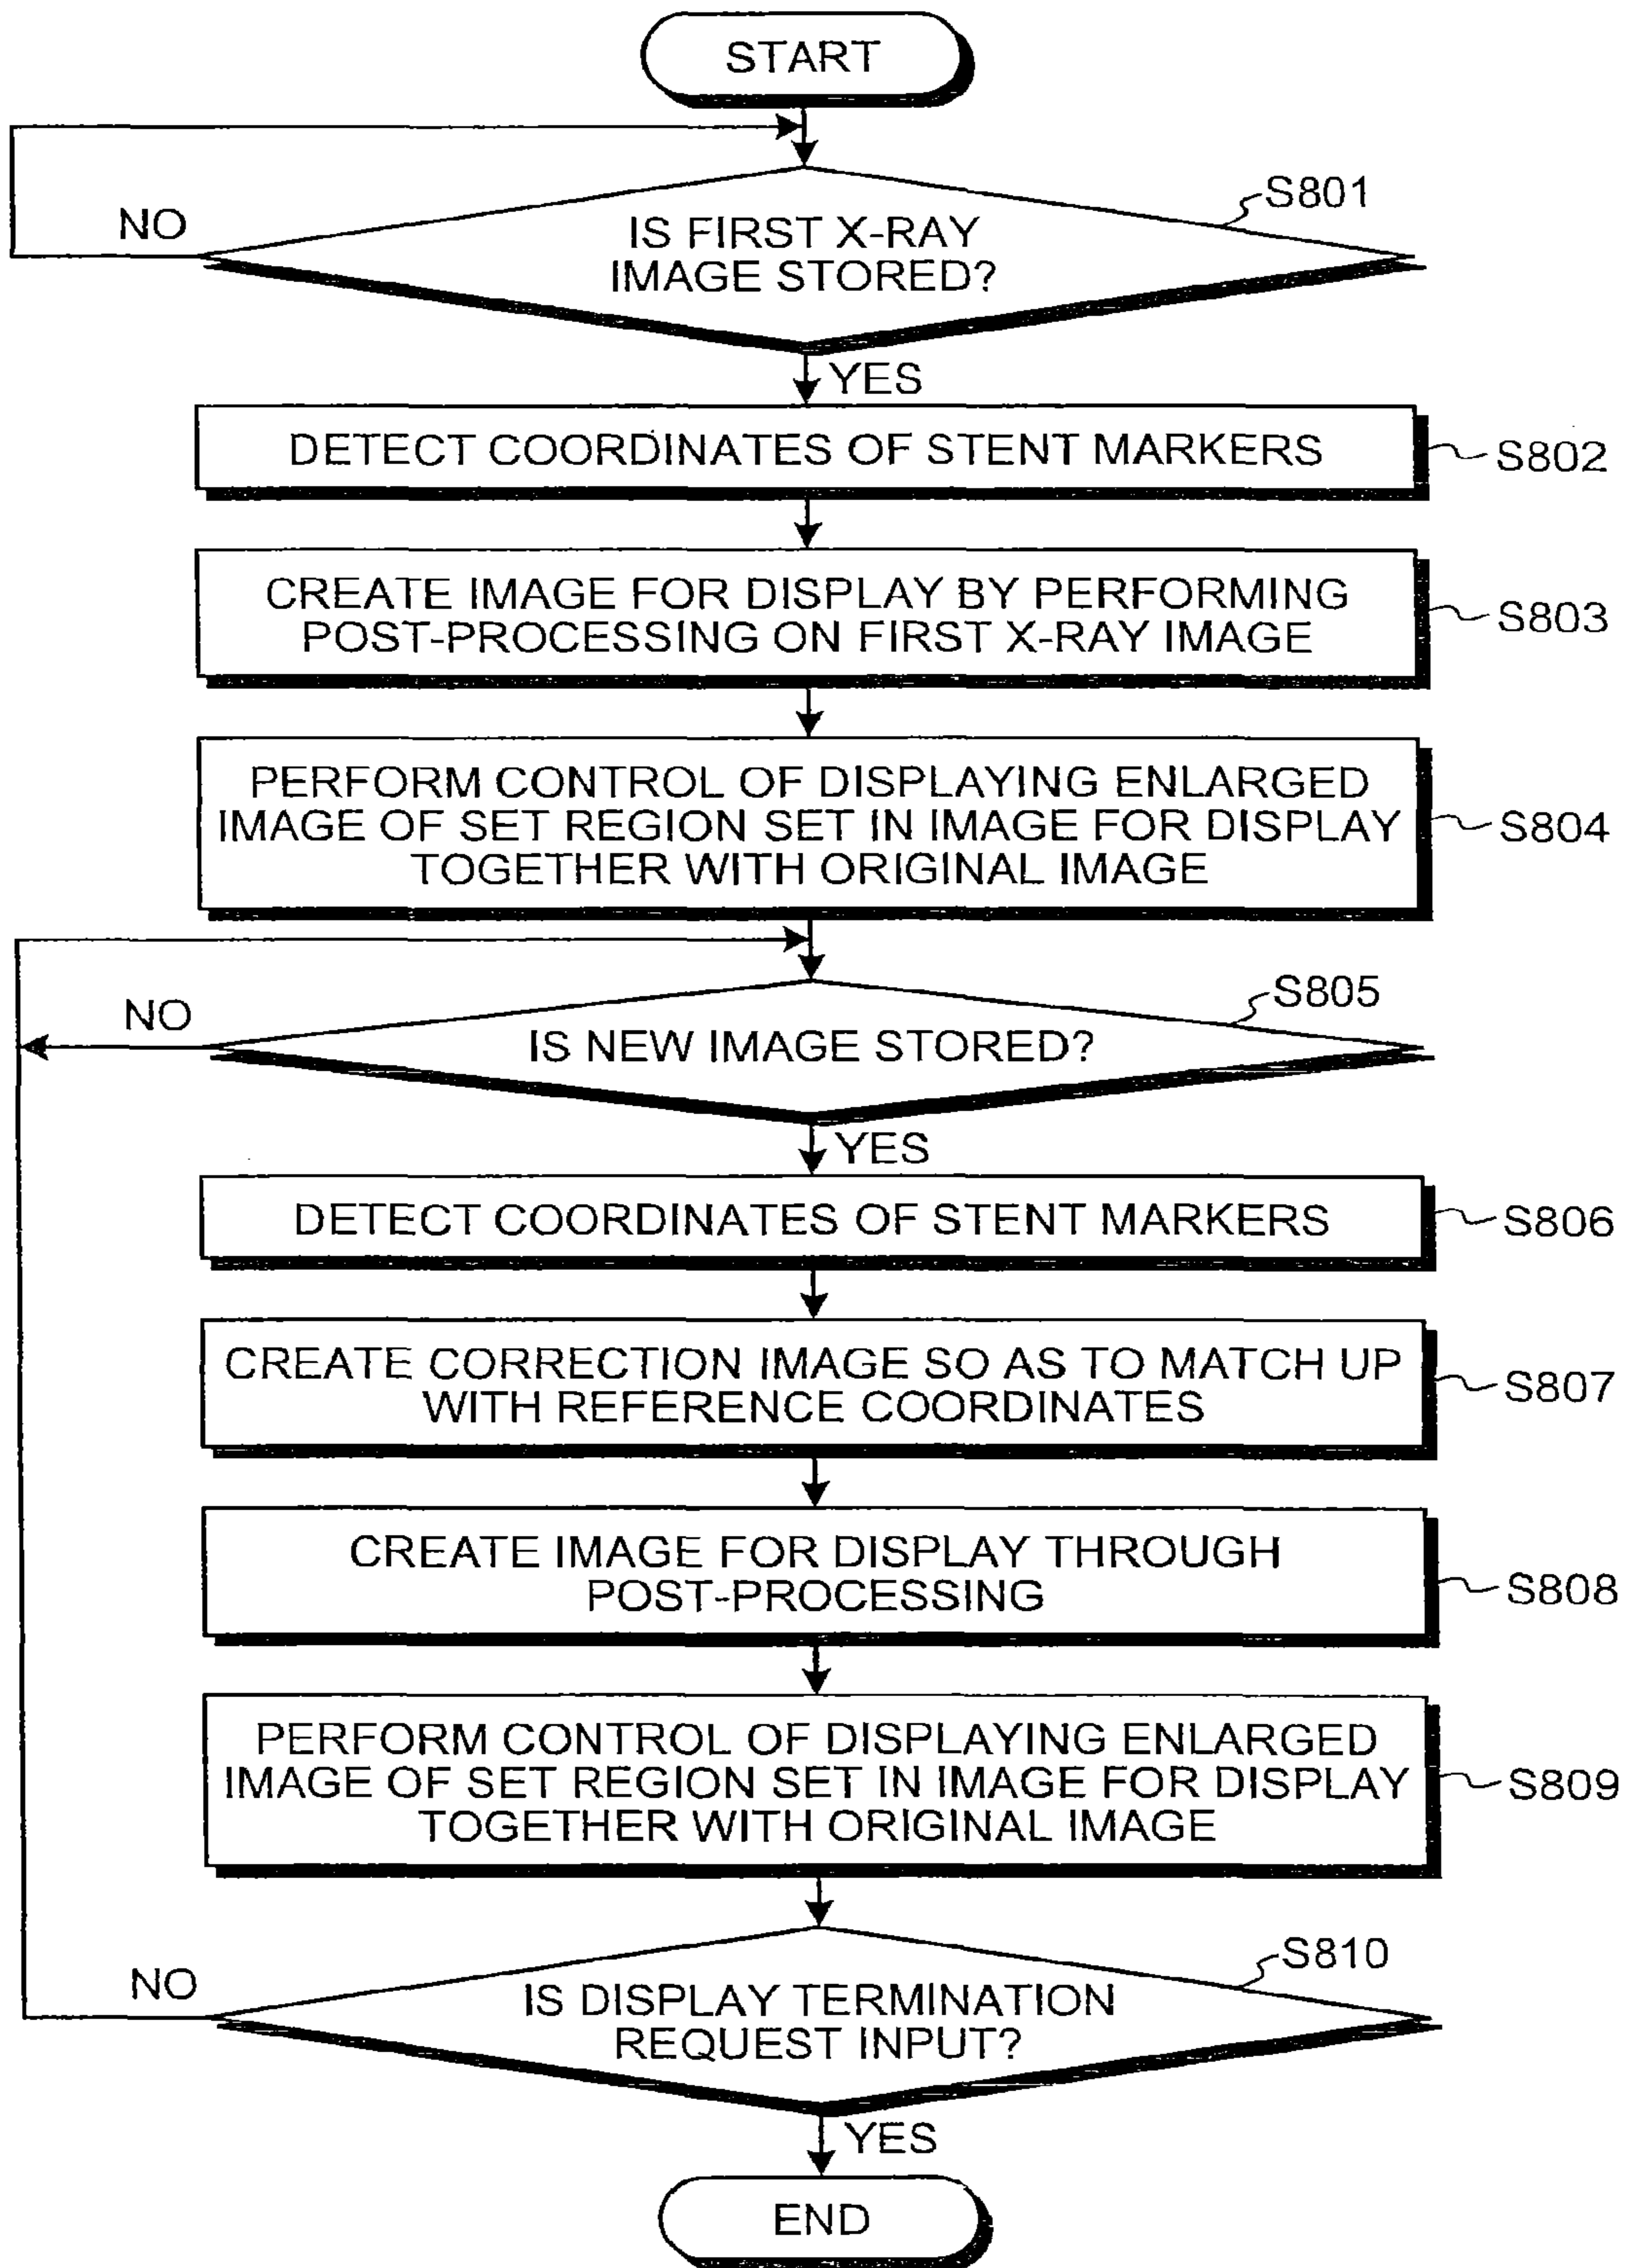 START
NO
S801
IS FIRST X-RAY
IMAGE STORED?
YES
DETECT COORDINATES OF STENT MARKERS
S802
CREATE IMAGE FOR DISPLAY BY PERFORMING
POST-PROCESSING ON FIRST X-RAY IMAGE
S803
PERFORM CONTROL OF DISPLAYING ENLARGED
IMAGE OF SET REGION SET IN IMAGE FOR DISPLAY
TOGETHER WITH ORIGINAL IMAGE
S804
NO
S805
IS NEW IMAGE STORED?
YES
DETECT COORDINATES OF STENT MARKERS
S806
CREATE CORRECTION IMAGE SO AS TO MATCH UP
WITH REFERENCE COORDINATES
S807
CREATE IMAGE FOR DISPLAY THROUGH
POST-PROCESSING
S808
PERFORM CONTROL OF DISPLAYING ENLARGED
IMAGE OF SET REGION SET IN IMAGE FOR DISPLAY
TOGETHER WITH ORIGINAL IMAGE
S809
NO
S810
IS DISPLAY TERMINATION
REQUEST INPUT?
YES
END